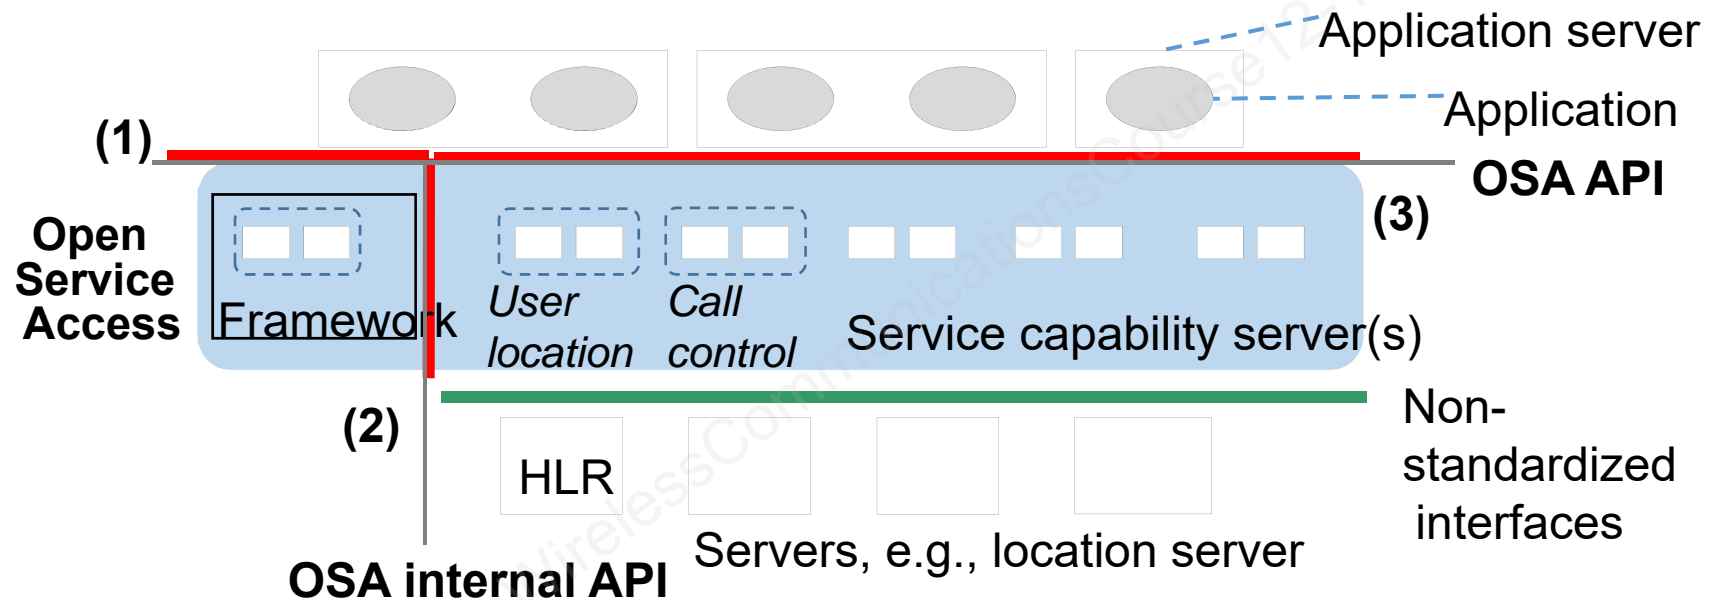 Application server
Application
(1)
OSA API
(3)
Open
Service
Access
Framework
User
location
Call
control
Service capability server(s)
(2)
Non-
standardized
interfaces
HLR
Servers, e.g., location server
OSA internal API
WirelessCommunicationsCourse12-